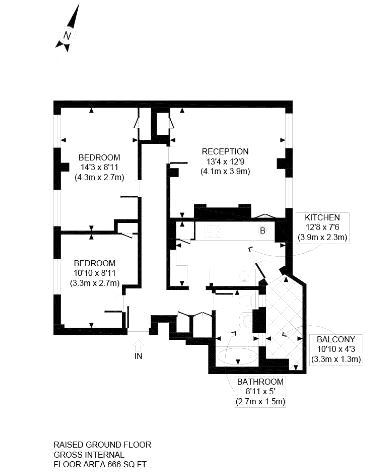 BEDROOM
14'3 x 8'11
(4.3m x 2.7m)
RECEPTION
13'4 x 12'9
(4.1m x 3.9m)
KITCHEN
12'8 x 7'6
(3.9m x 2.3m)
B
BEDROOM
10'10 x 8'11
(3.3m x 2.7m)
IN
BALCONY
10'10 x 4'3
(3.3m x 1.3m)
BATHROOM
8'11 x 5'
(2.7m x 1.5m)
RAISED GROUND FLOOR
GROSS INTERNAL
FLOOR AREA 666 SQ FT